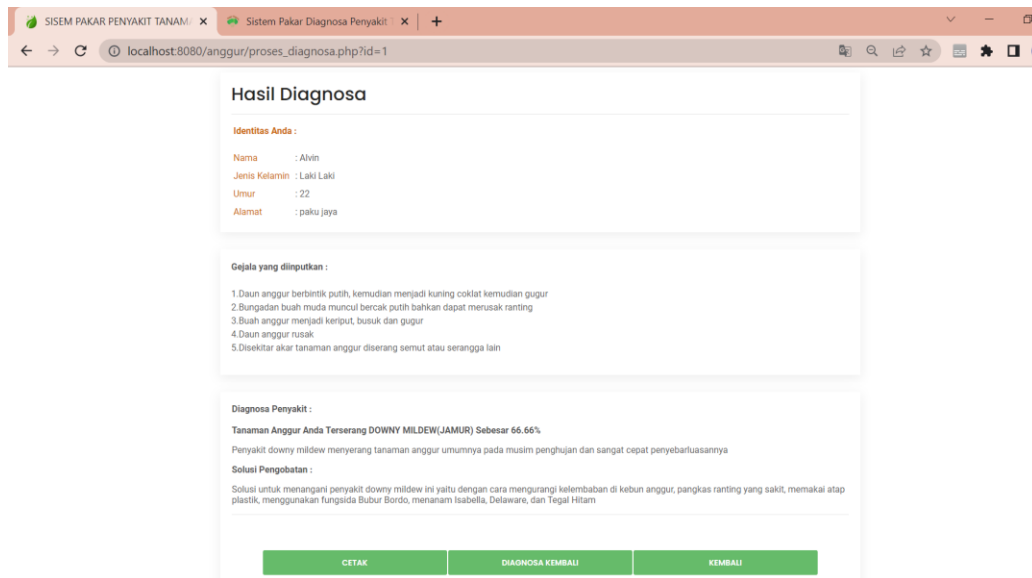 SISEM PAKAR PENYAKIT TANAM
Sistem Pakar Diagnosa Penyakit
localhost:8080/anggur/proses_diagnosa.php?id=1
Hasil Diagnosa
Identitas Anda :
Nama : Alvin
Jenis Kelamin : Laki Laki
Umur : 22
Alamat : paku jaya
Gejala yang diinputkan :
1.Daun anggur berbintik putih, kemudian menjadi kuning coklat kemudian gugur
2.Bungadan buah muda muncul bercak putih bahkan dapat merusak ranting
3.Buah anggur menjadi keriput, busuk dan gugur
4.Daun anggur rusak
5.Disekitar akar tanaman anggur diserang semut atau serangga lain
Diagnosa Penyakit :
Tanaman Anggur Anda Terserang DOWNY MILDEW(JAMUR) Sebesar 66.66%
Penyakit downy mildew menyerang tanaman anggur umumnya pada musim penghujan dan sangat cepat penyebarluasannya
Solusi Pengobatan :
Solusi untuk menangani penyakit downy mildew ini yaitu dengan cara mengurangi kelembaban di kebun anggur, pangkas ranting yang sakit, memakai atap
plastik, menggunakan fungsida Bubur Bordo, menanam Isabella, Delaware, dan Tegal Hitam
CETAK
DIAGNOSA KEMBALI
KEMBALI